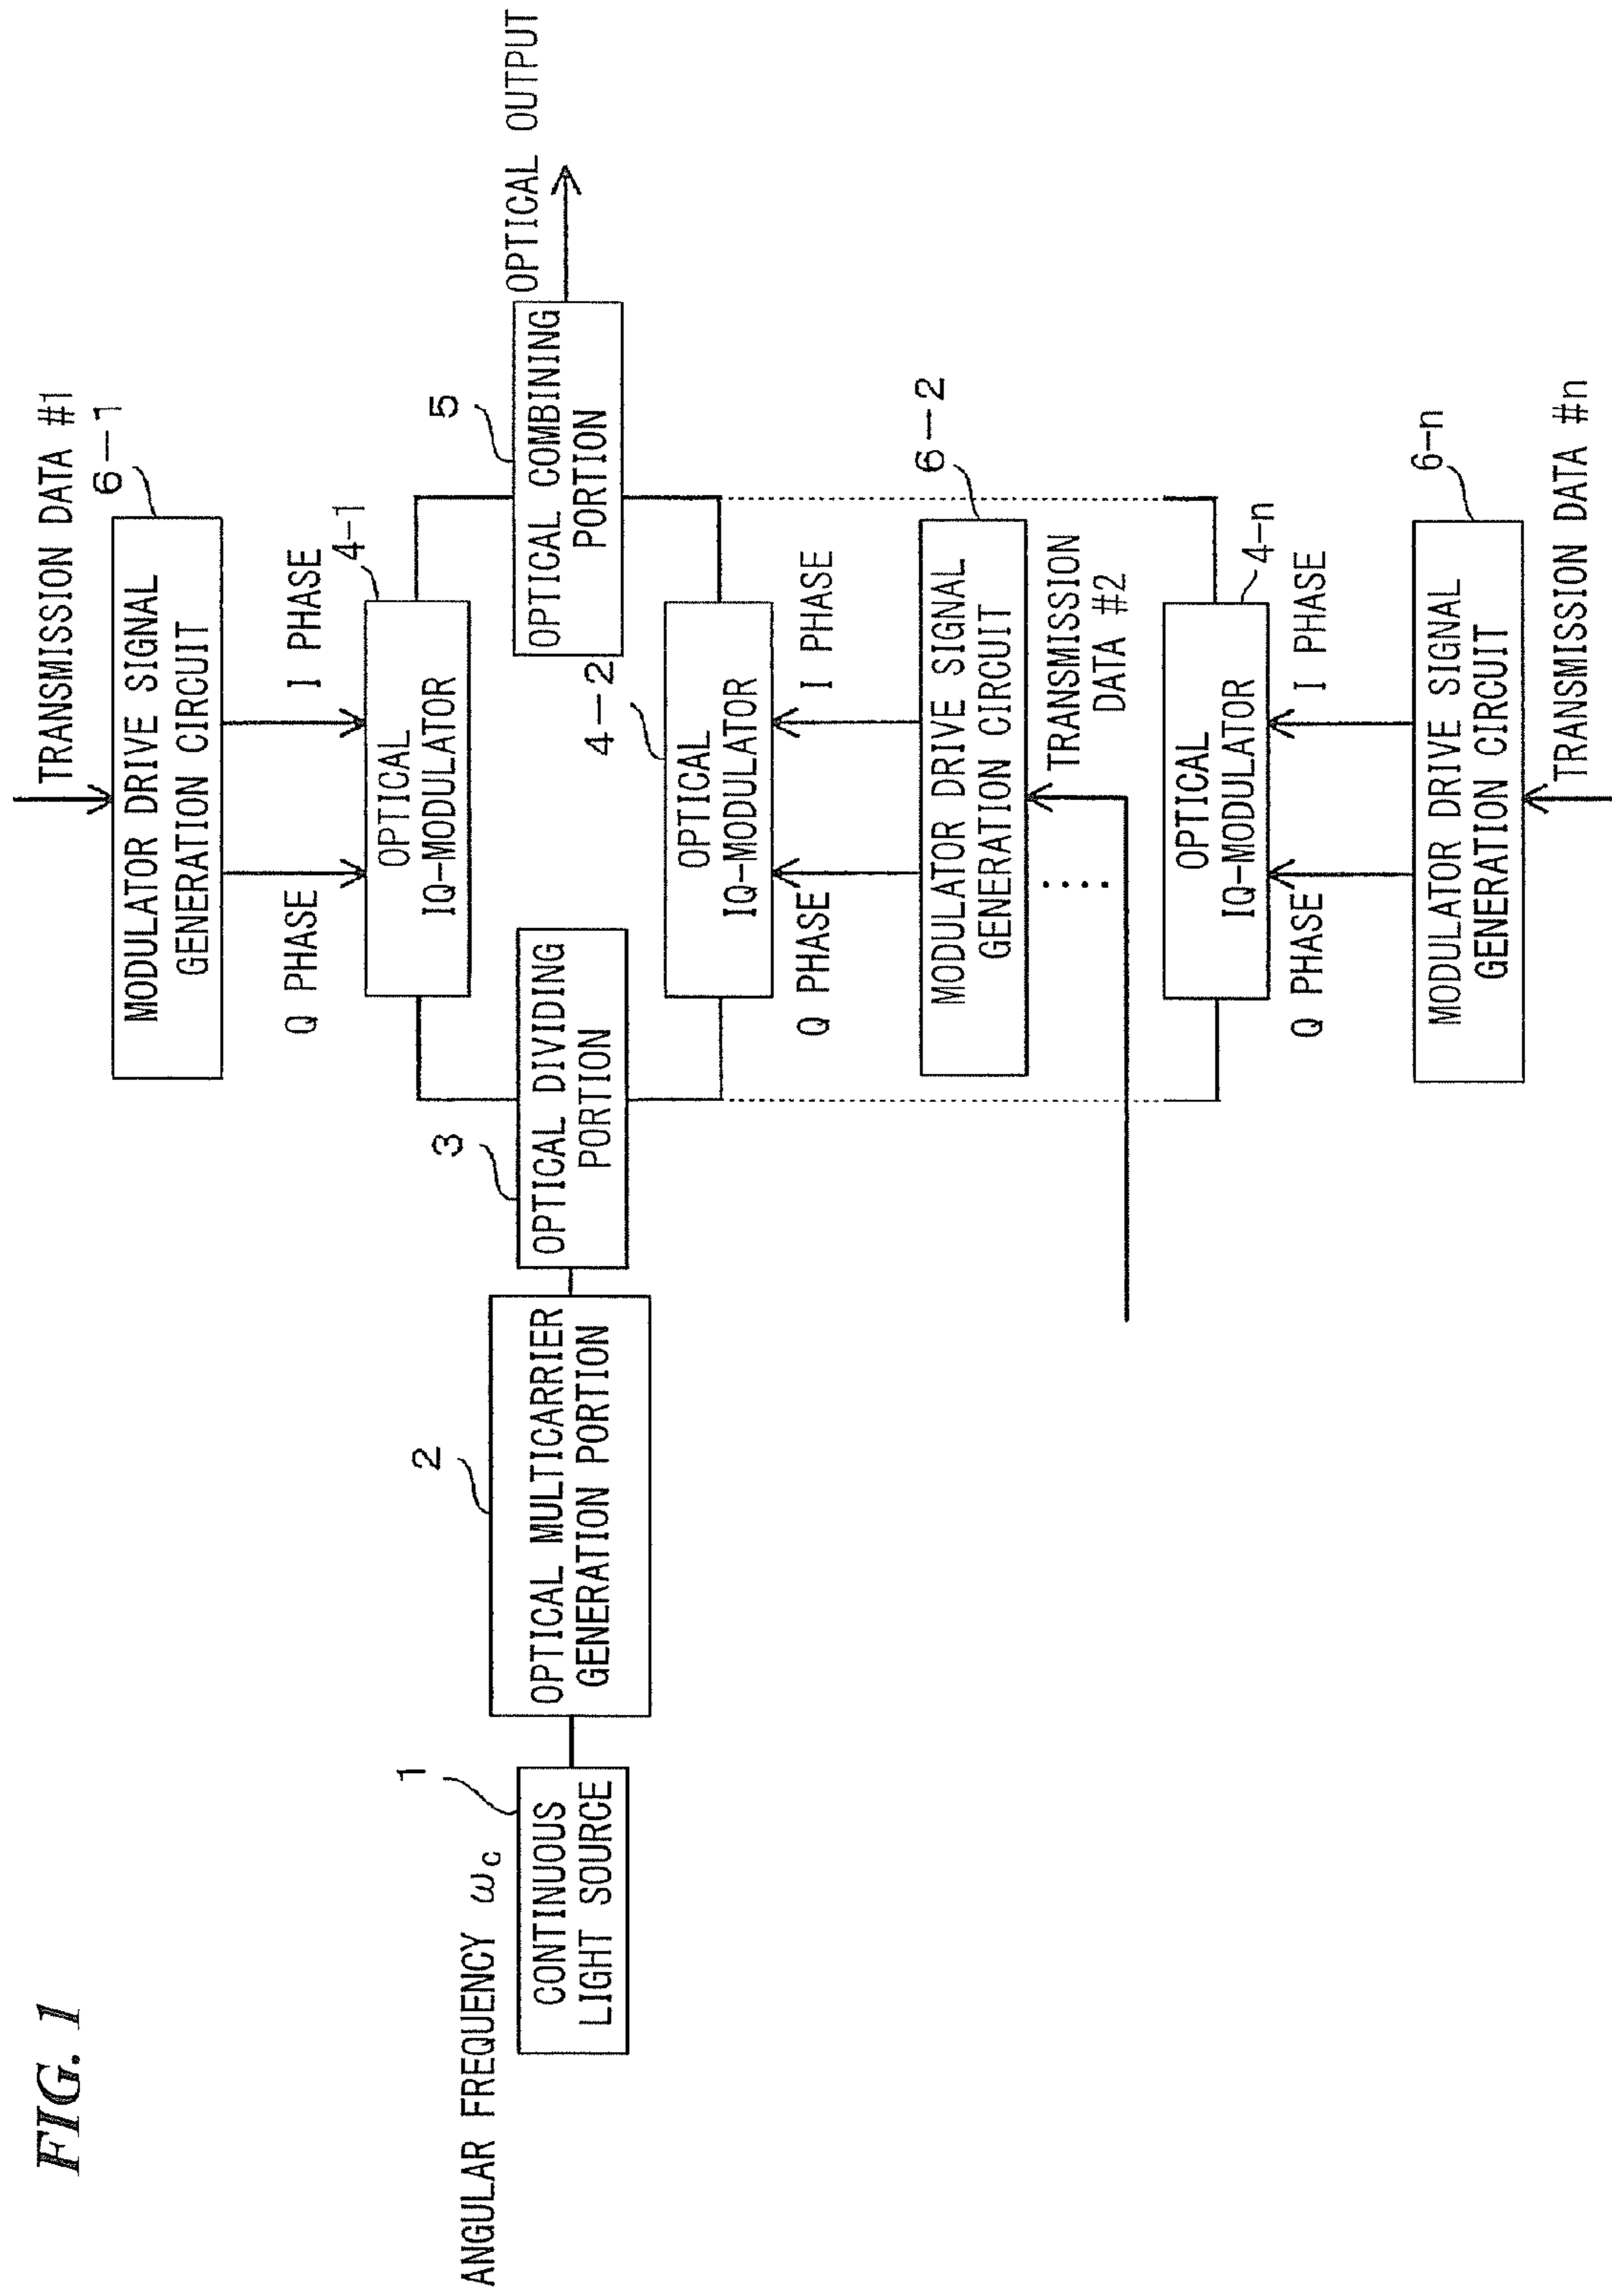 FIG. 1
TRANSMISSION DATA #1
6-1
MODULATOR DRIVE SIGNAL
GENERATION CIRCUIT
Q PHASE
I PHASE
4-1
OPTICAL
IQ-MODULATOR
ANGULAR FREQUENCY ωc
1
CONTINUOUS
LIGHT SOURCE
2
OPTICAL MULTICARRIER
GENERATION PORTION
3
OPTICAL DIVIDING
PORTION
5
OPTICAL COMBINING
PORTION
OPTICAL OUTPUT
4-2
OPTICAL
IQ-MODULATOR
Q PHASE
I PHASE
6-2
MODULATOR DRIVE SIGNAL
GENERATION CIRCUIT
TRANSMISSION
DATA #2
....
4-n
OPTICAL
IQ-MODULATOR
Q PHASE
I PHASE
6-n
MODULATOR DRIVE SIGNAL
GENERATION CIRCUIT
TRANSMISSION DATA #n